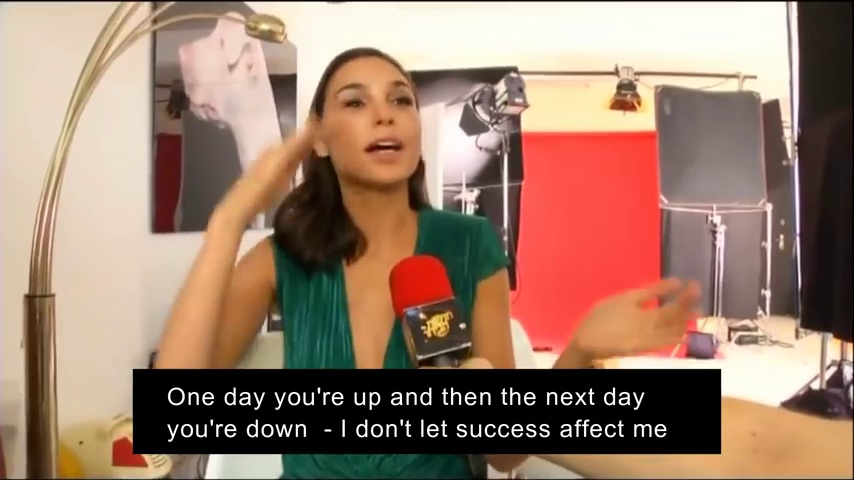 One day you're up and then the next day
you're down  - I don't let success affect me